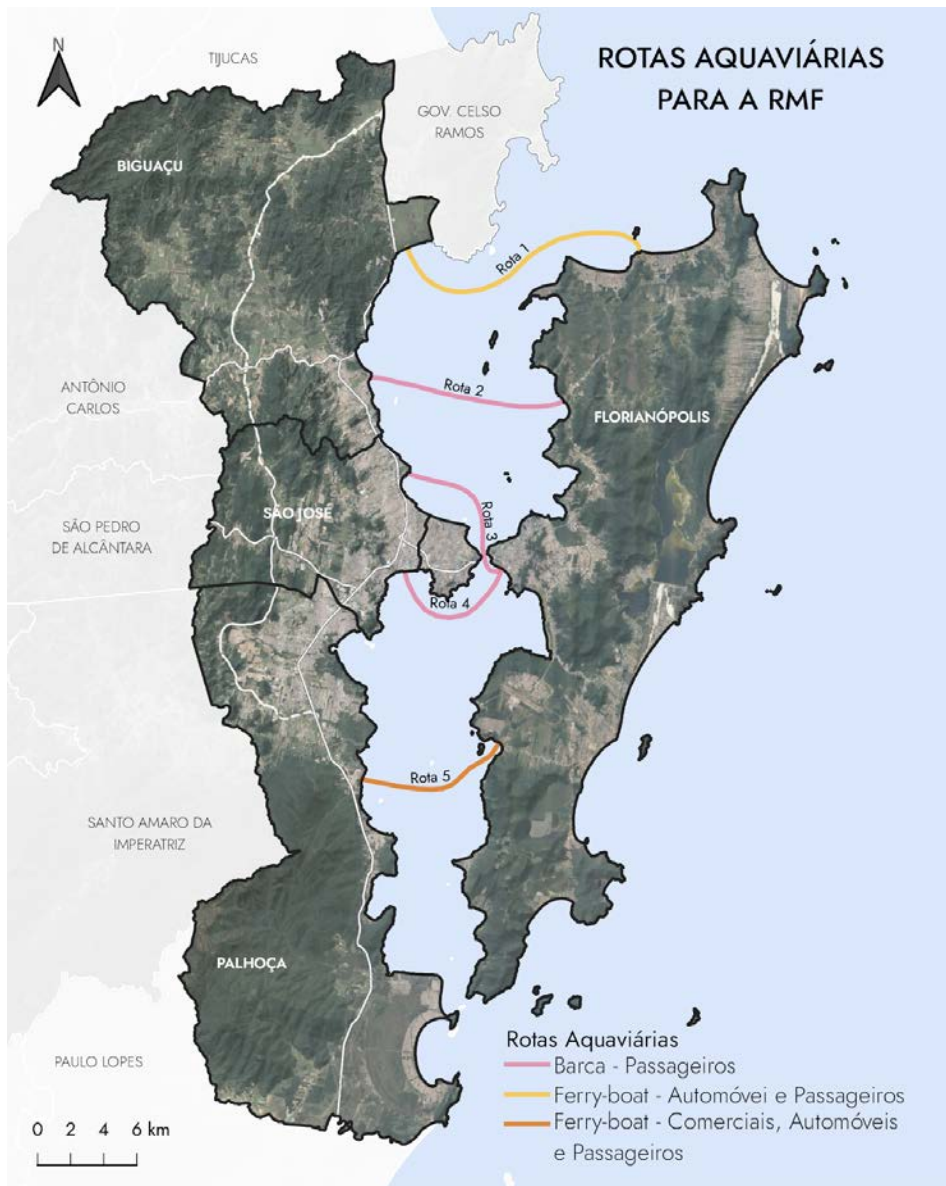 ROTAS AQUAVIÁRIAS
PARA A RMF
N
TIJUCAS
GOV. CELSO
RAMOS
BIGUAÇU
Rota 1
ANTÔNIO
CARLOS
Rota 2
FLORIANÓPOLIS
SÃO JOSÉ
Rota 3
SÃO PEDRO
DE ALCÂNTARA
Rota 4
Rota 5
SANTO AMARO DA
IMPERATRIZ
PALHOÇA
PAULO LOPES
Rotas Aquaviárias
Barca - Passageiros
Ferry-boat - Automóvei e Passageiros
Ferry-boat - Comerciais, Automóveis
e Passageiros
0 2 4 6 km